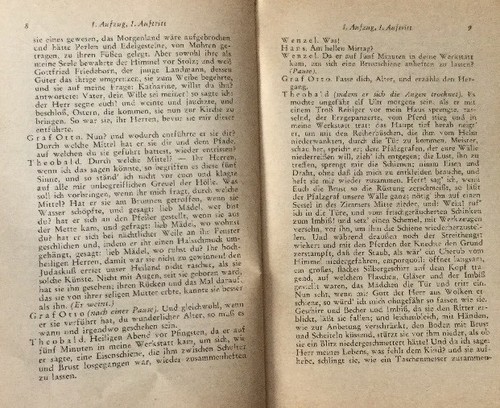 8
1. Aufzug, 1. Auftritt
sie eines gewesen, das Morgenland wäre aufgebrochen
und hätte Perlen und Edelgesteine, von Mohren getra-
gen, zu ihren Füßen gelegt. Aber sowohl ihre als
meine Seele bewahrte der Himmel vor Stolz; und weil
Gottfried Friedeborn, der junge Landmann, dessen
Güter das ihrige umgrenzen, sie zum Weibe begehrte,
und sie auf meine Frage: Katharine, willt du ihn?
antwortete: Vater, dein Wille sei meiner! so sagte ich:
der Herr segne euch! und weinte und jauchzte, und
beschloß, Ostern, die kommen, sie nun zur Kirche zu
bringen. So war sie, ihr Herren, bevor sie mir dieser
entführte.
Graf Otto. Nun? und wodurch entführte er sie dir?
Durch welche Mittel hat er sie dir und dem Pfade,
auf welchen du sie geführt hattest, wieder entrissen?
Theobald. Durch welche Mittel? — Ihr Herren,
wenn ich das sagen könnte, so begriffen es diese fünf
Sinne, und so ständ' ich nicht vor euch und klagte
auf alle mir unbegreiflichen Greuel der Hölle. Was
soll ich vorbringen, wenn ihr mich fragt, durch welche
Mittel? Hat er sie am Brunnen getroffen, wenn sie
Wasser schöpfte, und gesagt: lieb Mädel, wer bist
du? hat er sich an den Pfeiler gestellt, wenn sie aus
der Mette kam, und gefragt: lieb Mädel, wo wohnst
du? hat er sich bei nächtlicher Weile an ihr Fenster
geschlichen und, indem er ihr einen Halsschmuck um-
gehängt, gesagt: lieb Mädel, wo ruhst du? Ihr hoch-
heiligen Herren, damit war sie nicht zu gewinnen! den
Judaskuß erriet unser Heiland nicht rascher, als sie
solche Künste. Nicht mit Augen, seit sie geboren ward,
hat sie ihn gesehen; ihren Rücken und das Mal darauf,
das sie von ihrer seligen Mutter erbte, kannte sie besser
als ihn. (Er weint.)
Graf Otto (nach einer Pause). Und gleichwohl, wenn
er sie verführt hat, du wunderlicher Alter, so muß es
wann und irgendwo geschehen sein.
Theobald. Heiligen Abend vor Pfingsten, da er auf
fünf Minuten in meine Werkstatt kam, um sich, wie
er sagte, eine Eisenschiene, die ihm zwischen Schulter
und Brust losgegangen war, wieder zusammenheften
zu lassen.
1. Aufzug, 1. Auftritt
9
Wenzel. Was!
Hans. Am hellen Mittag?
Wenzel. Da er auf fünf Minuten in deine Werkstatt
kam, um sich eine Brustschiene anheften zu lassen?
(Pause).
Graf Otto. Fasse dich, Alter, und erzähle den Her-
gang.
Theobald (indem er sich die Augen trocknet). Es
mochte ungefähr elf Uhr morgens sein, als er mit
einem Troß Reisiger vor mein Haus sprengte, ras-
selnd, der Erzgepanzerte, vom Pferd stieg und in
meine Werkstatt trat: das Haupt tief herab neigt'
er, um mit den Reiherbüschen, die ihm vom Helm
niederwankten, durch die Tür zu kommen. Meister,
schau her, spricht er: dem Pfalzgrafen, der eure Wälle
niederreißen will, zieh' ich entgegen; die Lust, ihn zu
treffen, sprengt mir die Schienen; nimm Eisen und
Draht, ohne daß ich mich zu entkleiden brauche, und
heft sie mir wieder zusammen. Herr! sag' ich, wenn
Euch die Brust so die Rüstung zerschmeißt, so läßt
der Pfalzgraf unsere Wälle ganz; nötige ihn auf einen
Sessel in des Zimmers Mitte nieder, und: Wein! ruf'
ich in die Türe, und vom frischgeräucherten Schinken
zum Imbiß! und setz' einen Schemel, mit Werkzeugen
versehn, vor ihn, um ihm die Schiene wiederherzu-
stellen. Und während draußen noch der Streithengst
wiehert und mit den Pferden der Knechte den Grund
zerstampft, daß der Staub, als wär' ein Cherub vom
Himmel niedergefahren, emporquoll: öffnet langsam,
ein großes, flaches Silbergeschirr auf dem Kopf tra-
gend, auf welchem Flaschen, Gläser und der Imbiß
gestellt waren, das Mädchen die Tür und tritt ein.
Nun seht, wenn mir Gott der Herr aus Wolken er-
schiene, so würd' ich mich ohngefähr so fassen wie sie.
Geschirr und Becher und Imbiß, da sie den Ritter er-
blickt, läßt sie fallen; und leichenbleich, mit Händen,
wie zur Anbetung verschränkt, den Boden mit Brust
und Scheiteln küssend, stürzt sie vor ihm nieder, als ob
sie ein Blitz niedergeschmettert hätte! Und da ich sage:
Herr meines Lebens, was fehlt dem Kind? und sie auf-
hebe, schlingt sie, wie ein Taschenmesser zusammen-